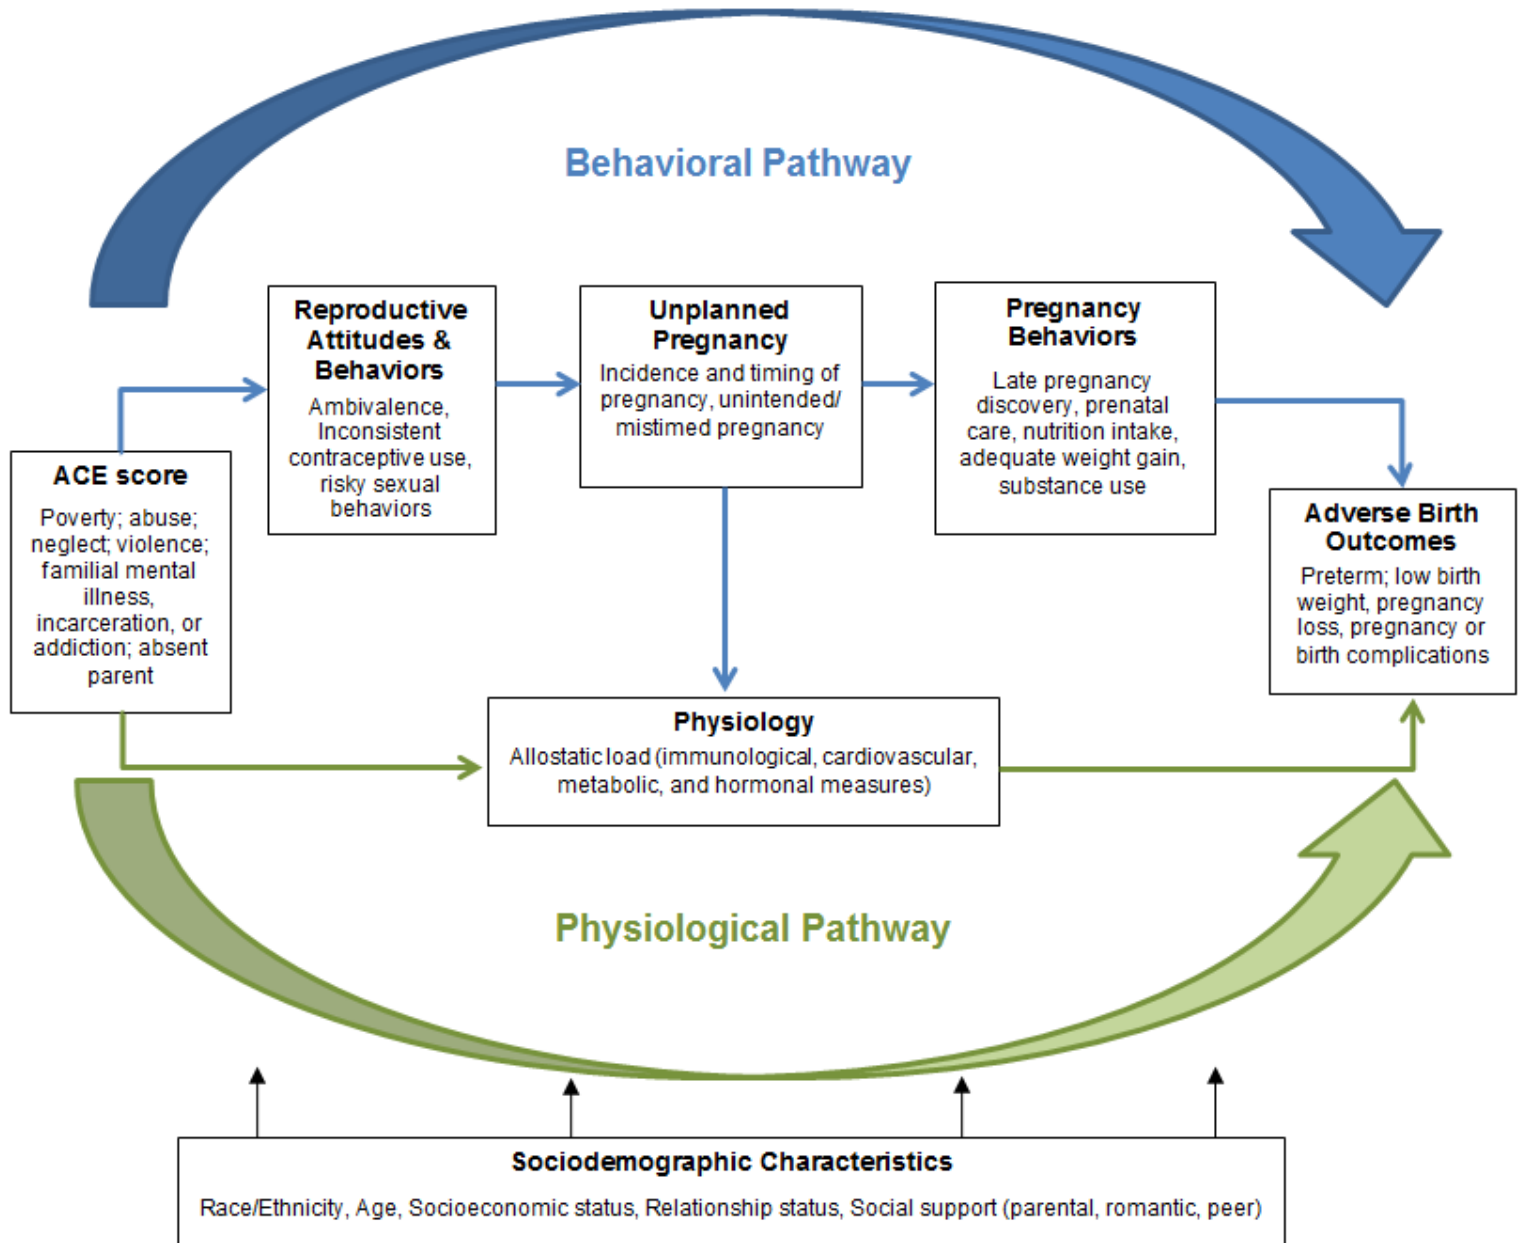 Behavioral Pathway
Reproductive
Attitudes &
Behaviors
Ambivalence,
Inconsistent
contraceptive use,
risky sexual
behaviors
Unplanned
Pregnancy
Incidence and timing of
pregnancy, unintended/
mistimed pregnancy
Pregnancy
Behaviors
Late pregnancy
discovery, prenatal
care, nutrition intake,
adequate weight gain,
substance use
ACE score
Poverty; abuse;
neglect; violence;
familial mental
illness,
incarceration, or
addiction; absent
parent
Adverse Birth
Outcomes
Preterm; low birth
weight, pregnancy
loss, pregnancy or
birth complications
Physiology
Allostatic load (immunological, cardiovascular,
metabolic, and hormonal measures)
Physiological Pathway
Sociodemographic Characteristics
Race/Ethnicity, Age, Socioeconomic status, Relationship status, Social support (parental, romantic, peer)